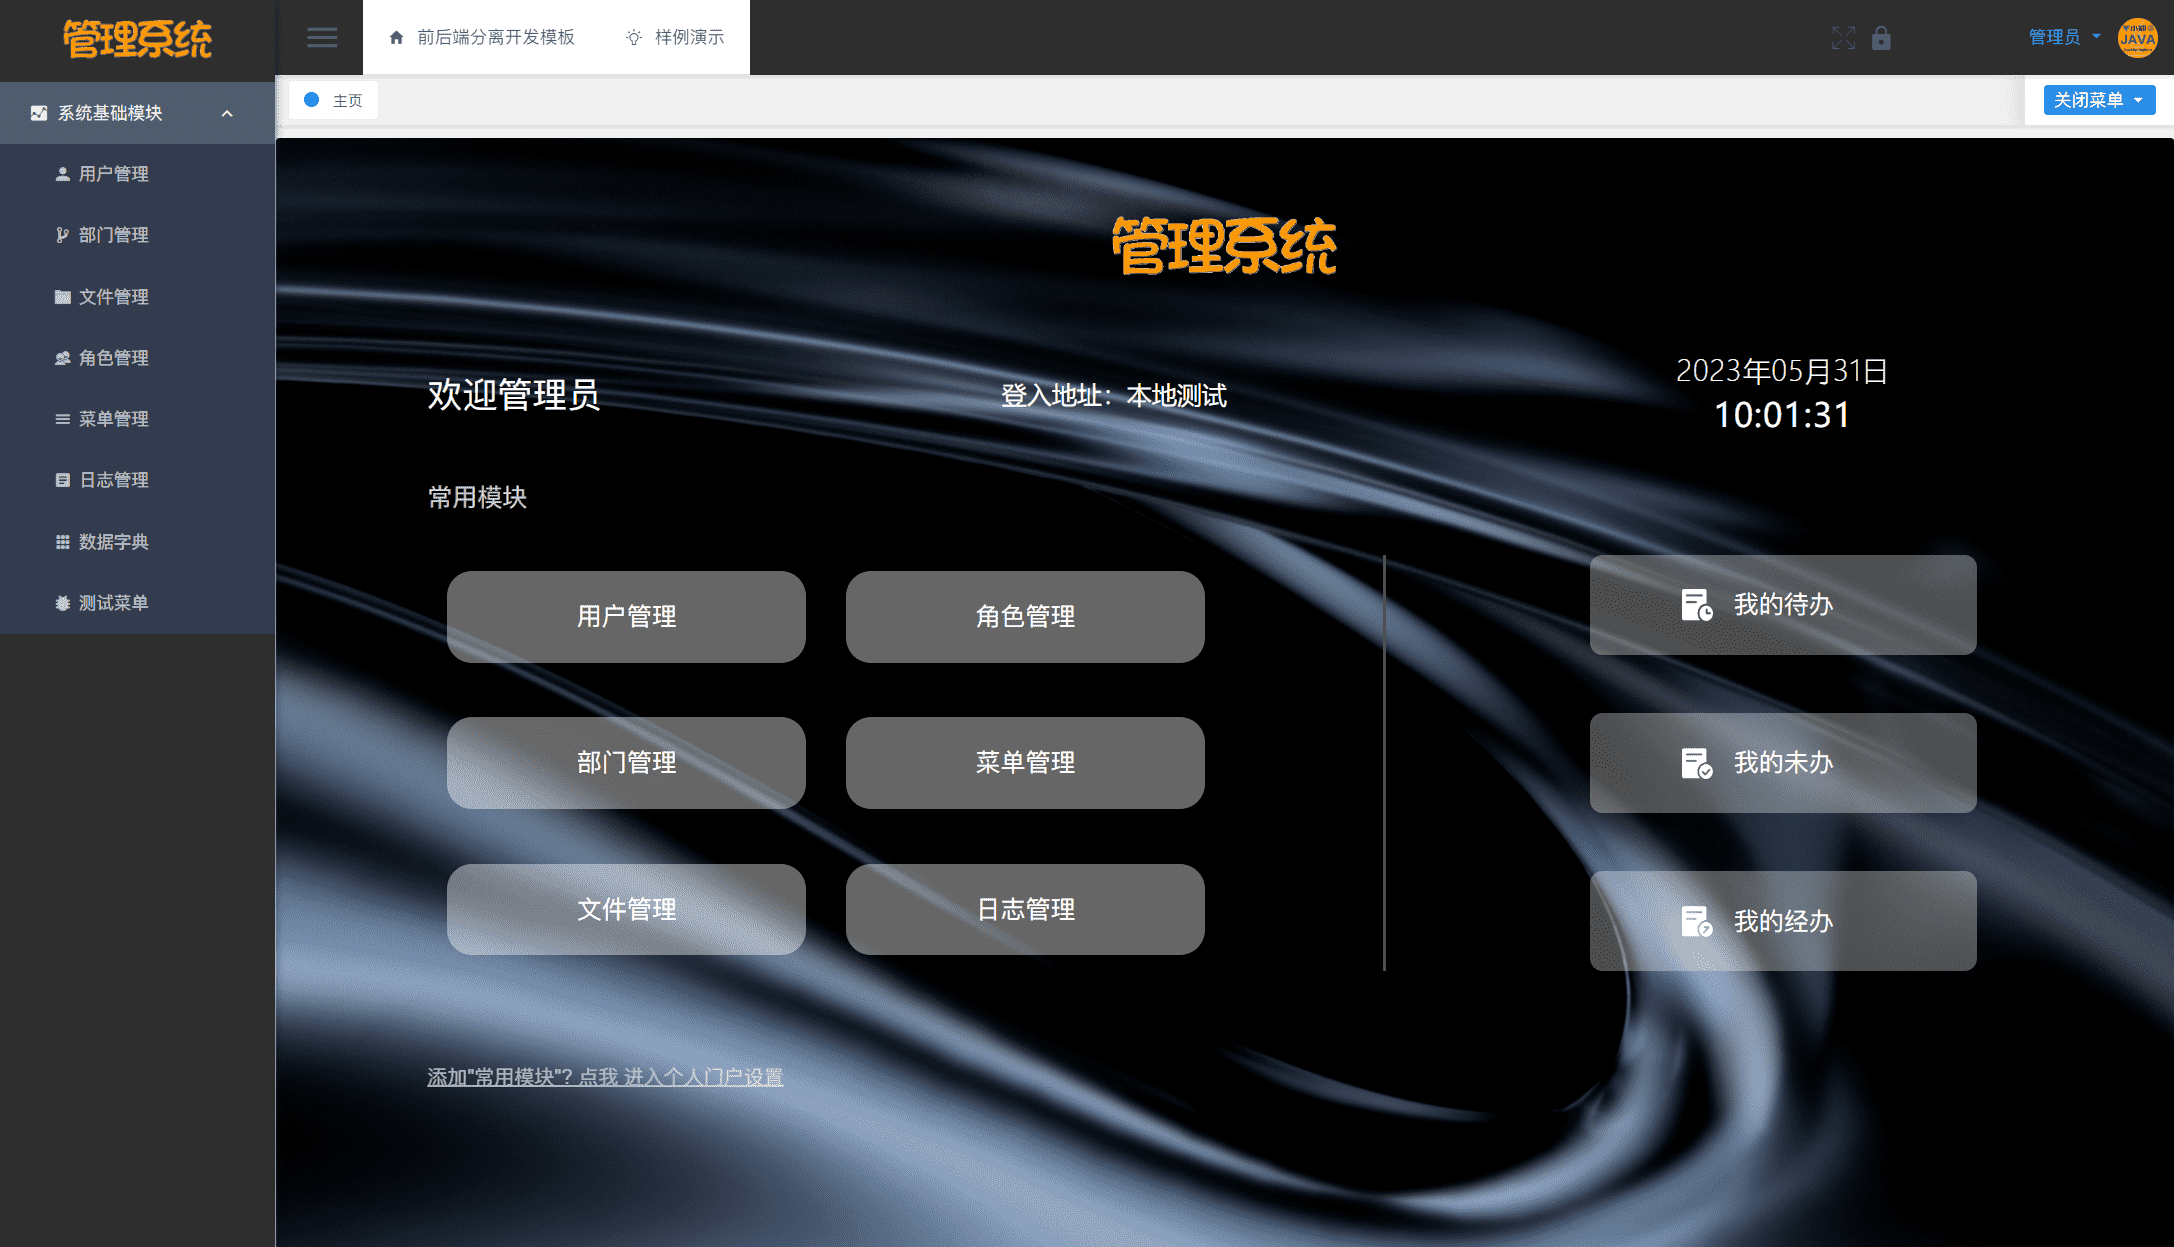 管理系统
前后端分离开发模板
样例演示
管理员
JAVA
主页
关闭菜单
系统基础模块
用户管理
部门管理
文件管理
角色管理
菜单管理
日志管理
数据字典
测试菜单
管理系统
欢迎管理员
登入地址：本地测试
2023年05月31日
10:01:31
常用模块
用户管理
角色管理
部门管理
菜单管理
文件管理
日志管理
我的待办
我的未办
我的经办
添加"常用模块"? 点我 进入个人门户设置